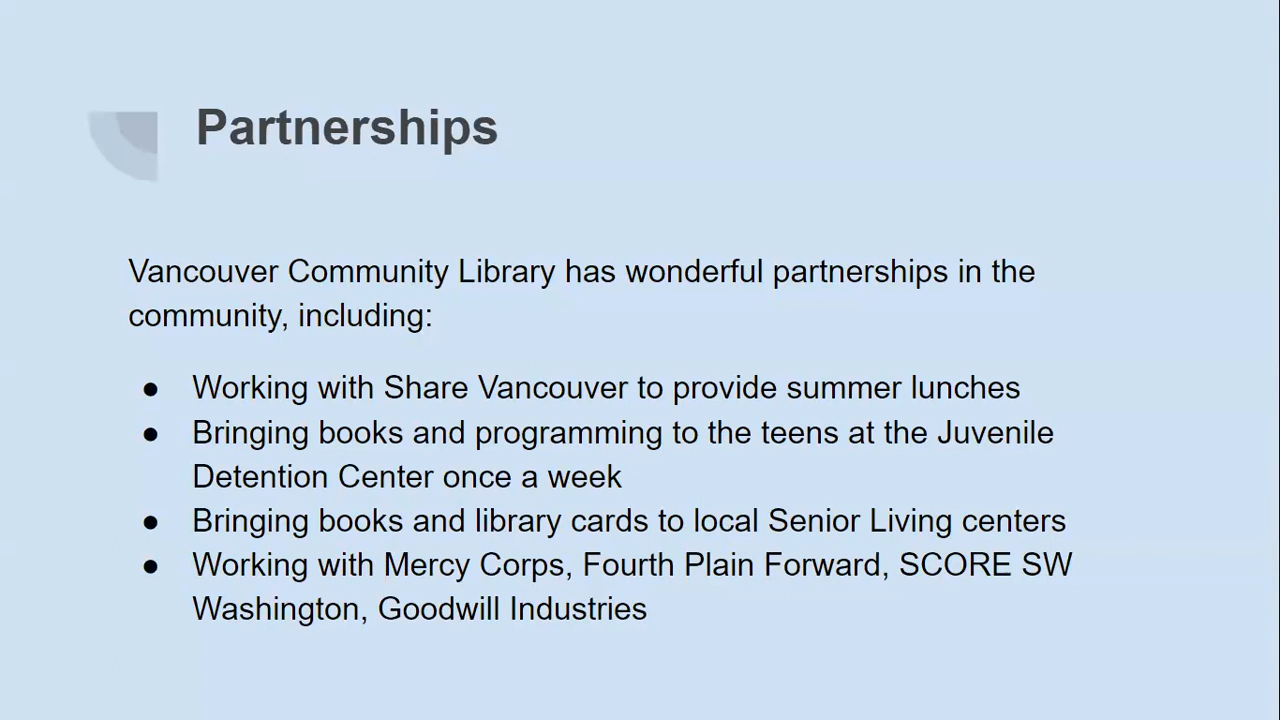 Partnerships
Vancouver Community Library has wonderful partnerships in the
community, including:
● Working with Share Vancouver to provide summer lunches
● Bringing books and programming to the teens at the Juvenile
Detention Center once a week
● Bringing books and library cards to local Senior Living centers
● Working with Mercy Corps, Fourth Plain Forward, SCORE SW
Washington, Goodwill Industries